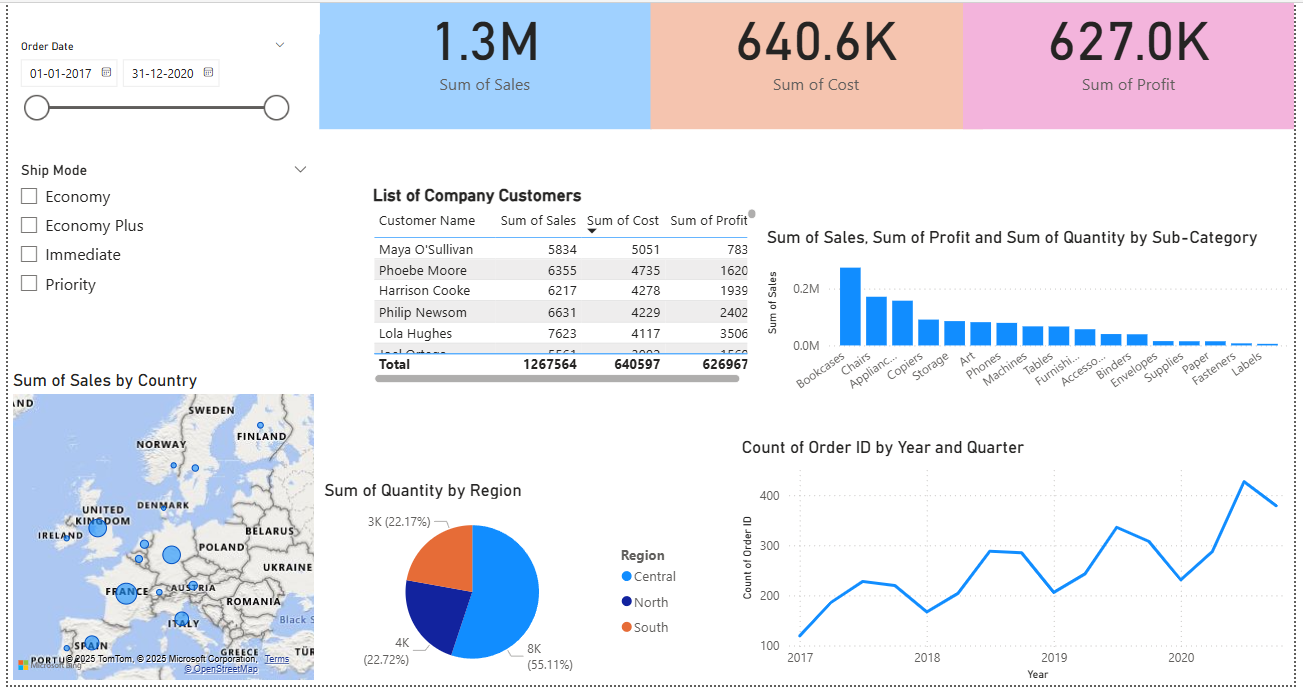 Order Date
01-01-2017 31-12-2020
1.3M
Sum of Sales
640.6K
Sum of Cost
627.0K
Sum of Profit
Ship Mode
Economy
Economy Plus
Immediate
Priority
List of Company Customers
Customer Name Sum of Sales Sum of Cost Sum of Profit
Maya O'Sullivan 5834 5051 783
Phoebe Moore 6355 4735 1620
Harrison Cooke 6217 4278 1939
Philip Newsom 6631 4229 2402
Lola Hughes 7623 4117 3506
Total 1267564 640597 626967
Sum of Sales, Sum of Profit and Sum of Quantity by Sub-Category
Sum of Sales
0.2M
0.0M
Bookcases
Chairs
Applianc...
Copiers
Storage
Art
Phones
Machines
Tables
Furnishi...
Accesso...
Binders
Envelopes
Supplies
Paper
Fasteners
Labels
Sum of Sales by Country
SWEDEN
NORWAY
FINLAND
UNITED
KINGDOM
DENMARK
IRELAND
BELARUS
POLAND
UKRAINE
FRANCE
AUSTRIA
ROMANIA
ITALY
Black S
SPAIN
GREECE
TÜR
© 2025 TomTom, © 2025 Microsoft Corporation, Terms
© OpenStreetMap
Sum of Quantity by Region
3K (22.17%)
4K
(22.72%)
8K
(55.11%)
Region
Central
North
South
Count of Order ID by Year and Quarter
Count of Order ID
400
300
200
100
2017 2018 2019 2020
Year